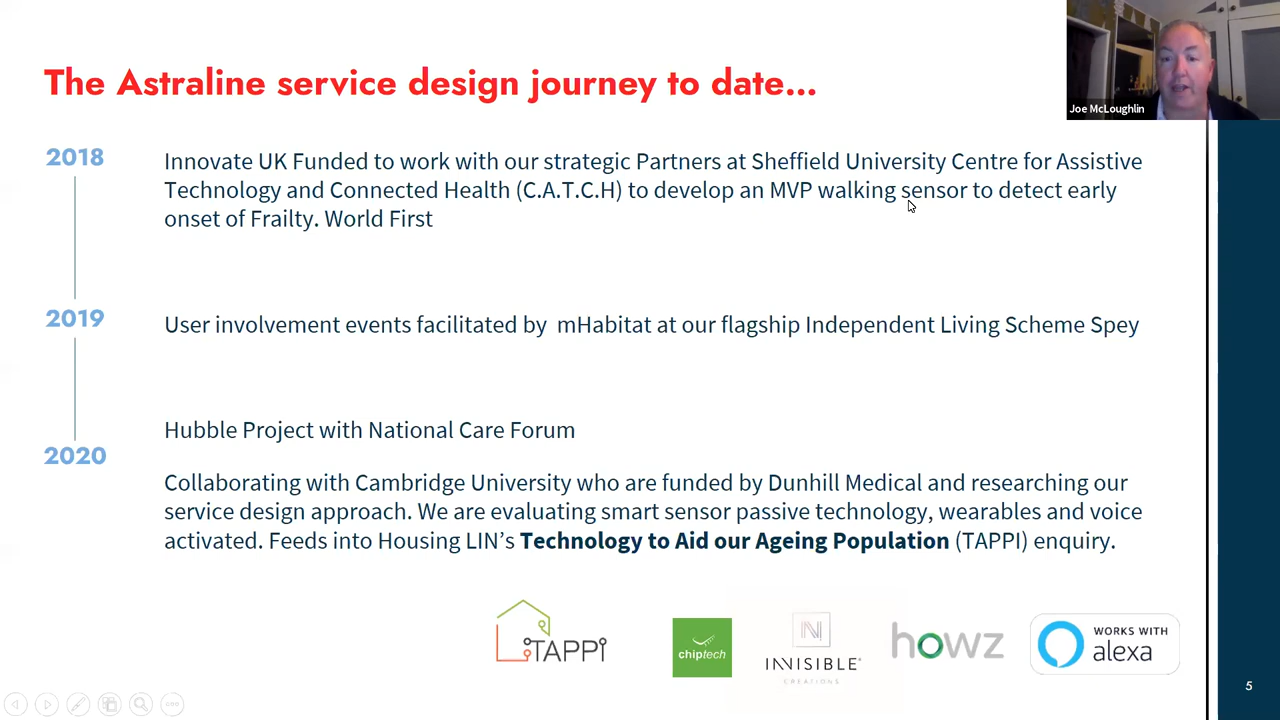 The Astraline service design journey to date...
Joe McLoughlin
2018
Innovate UK Funded to work with our strategic Partners at Sheffield University Centre for Assistive
Technology and Connected Health (C.A.T.C.H) to develop an MVP walking sensor to detect early
onset of Frailty. World First
2019
User involvement events facilitated by  mHabitat at our flagship Independent Living Scheme Spey
Hubble Project with National Care Forum
2020
Collaborating with Cambridge University who are funded by Dunhill Medical and researching our
service design approach. We are evaluating smart sensor passive technology, wearables and voice
activated. Feeds into Housing LIN’s Technology to Aid our Ageing Population (TAPPI) enquiry.
TAPPi
chiptech
N
INVISIBLE
CREATIONS
howz
WORKS WITH
alexa
5